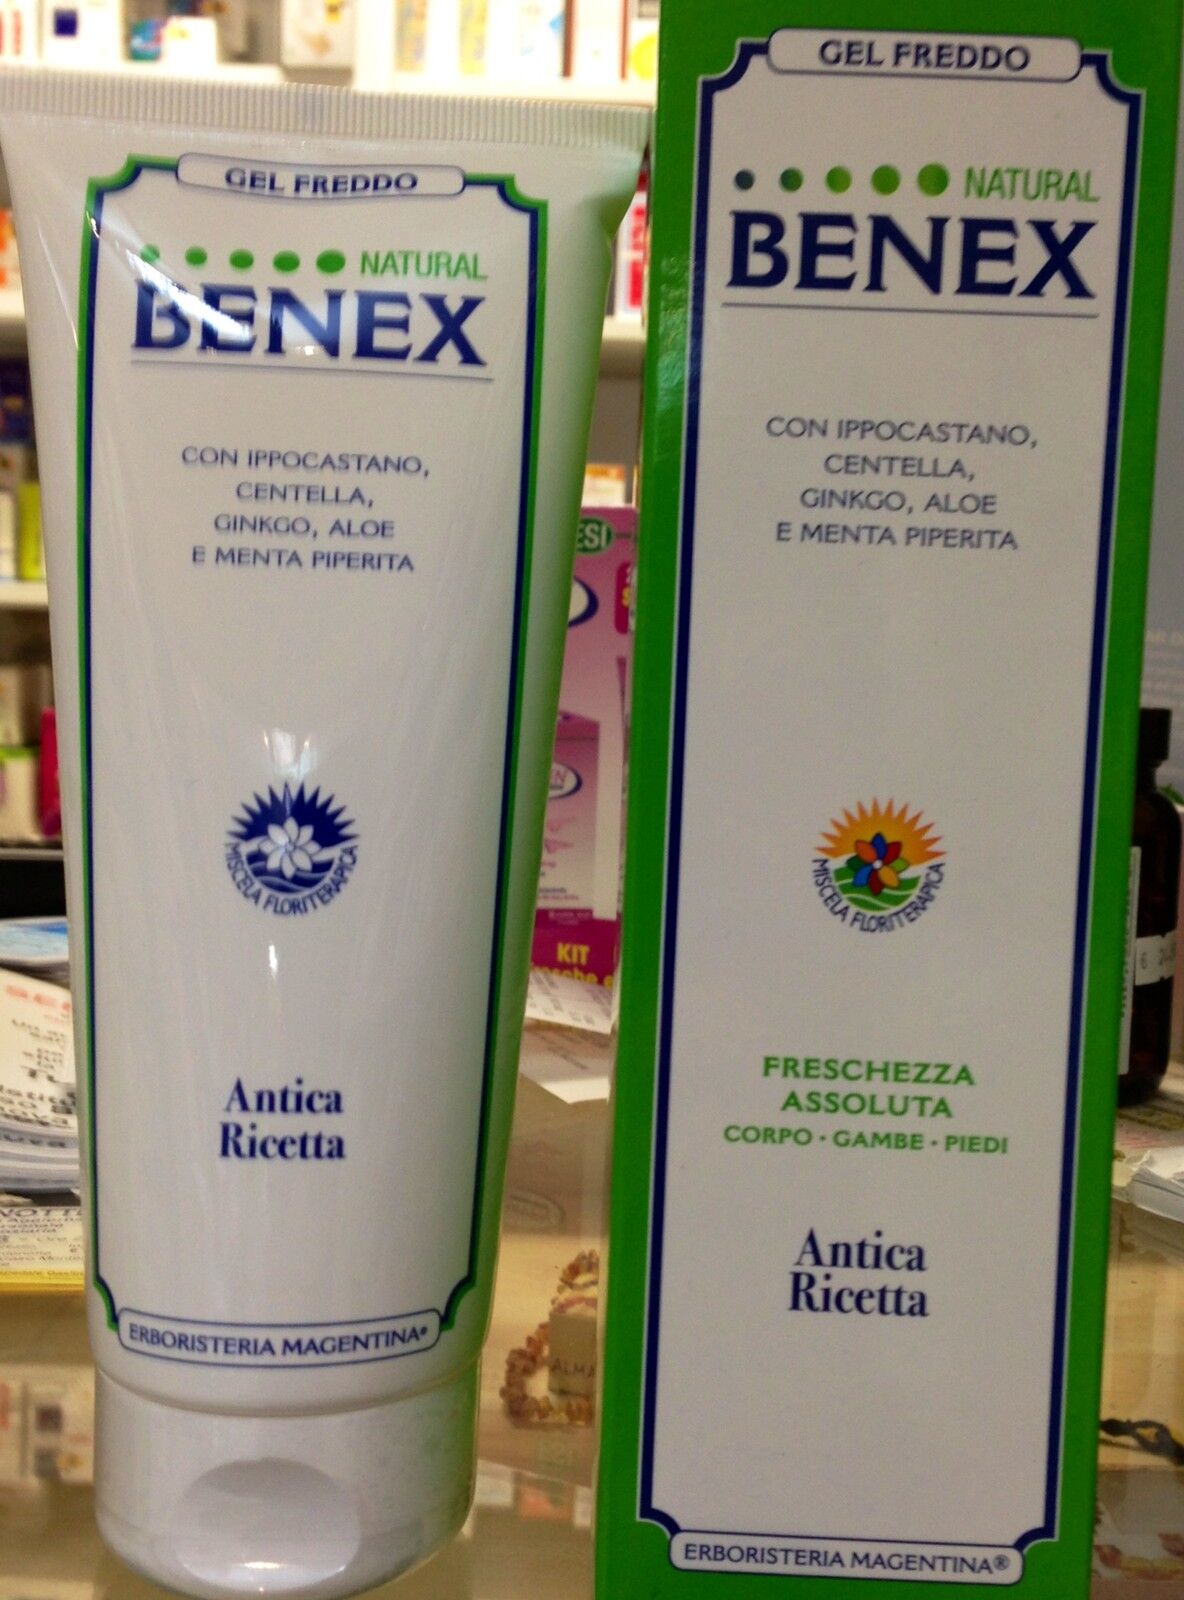 GEL FREDDO
NATURAL
BENEX
CON IPPOCASTANO,
CENTELLA,
GINKGO, ALOE
E MENTA PIPERITA
MISCELA FLORITERAPICA
Antica
Ricetta
ERBORISTERIA MAGENTINA®
GEL FREDDO
NATURAL
BENEX
CON IPPOCASTANO,
CENTELLA,
GINKGO, ALOE
E MENTA PIPERITA
MISCELA FLORITERAPICA
FRESCHEZZA
ASSOLUTA
CORPO · GAMBE · PIEDI
Antica
Ricetta
ERBORISTERIA MAGENTINA®
ESI
KIT